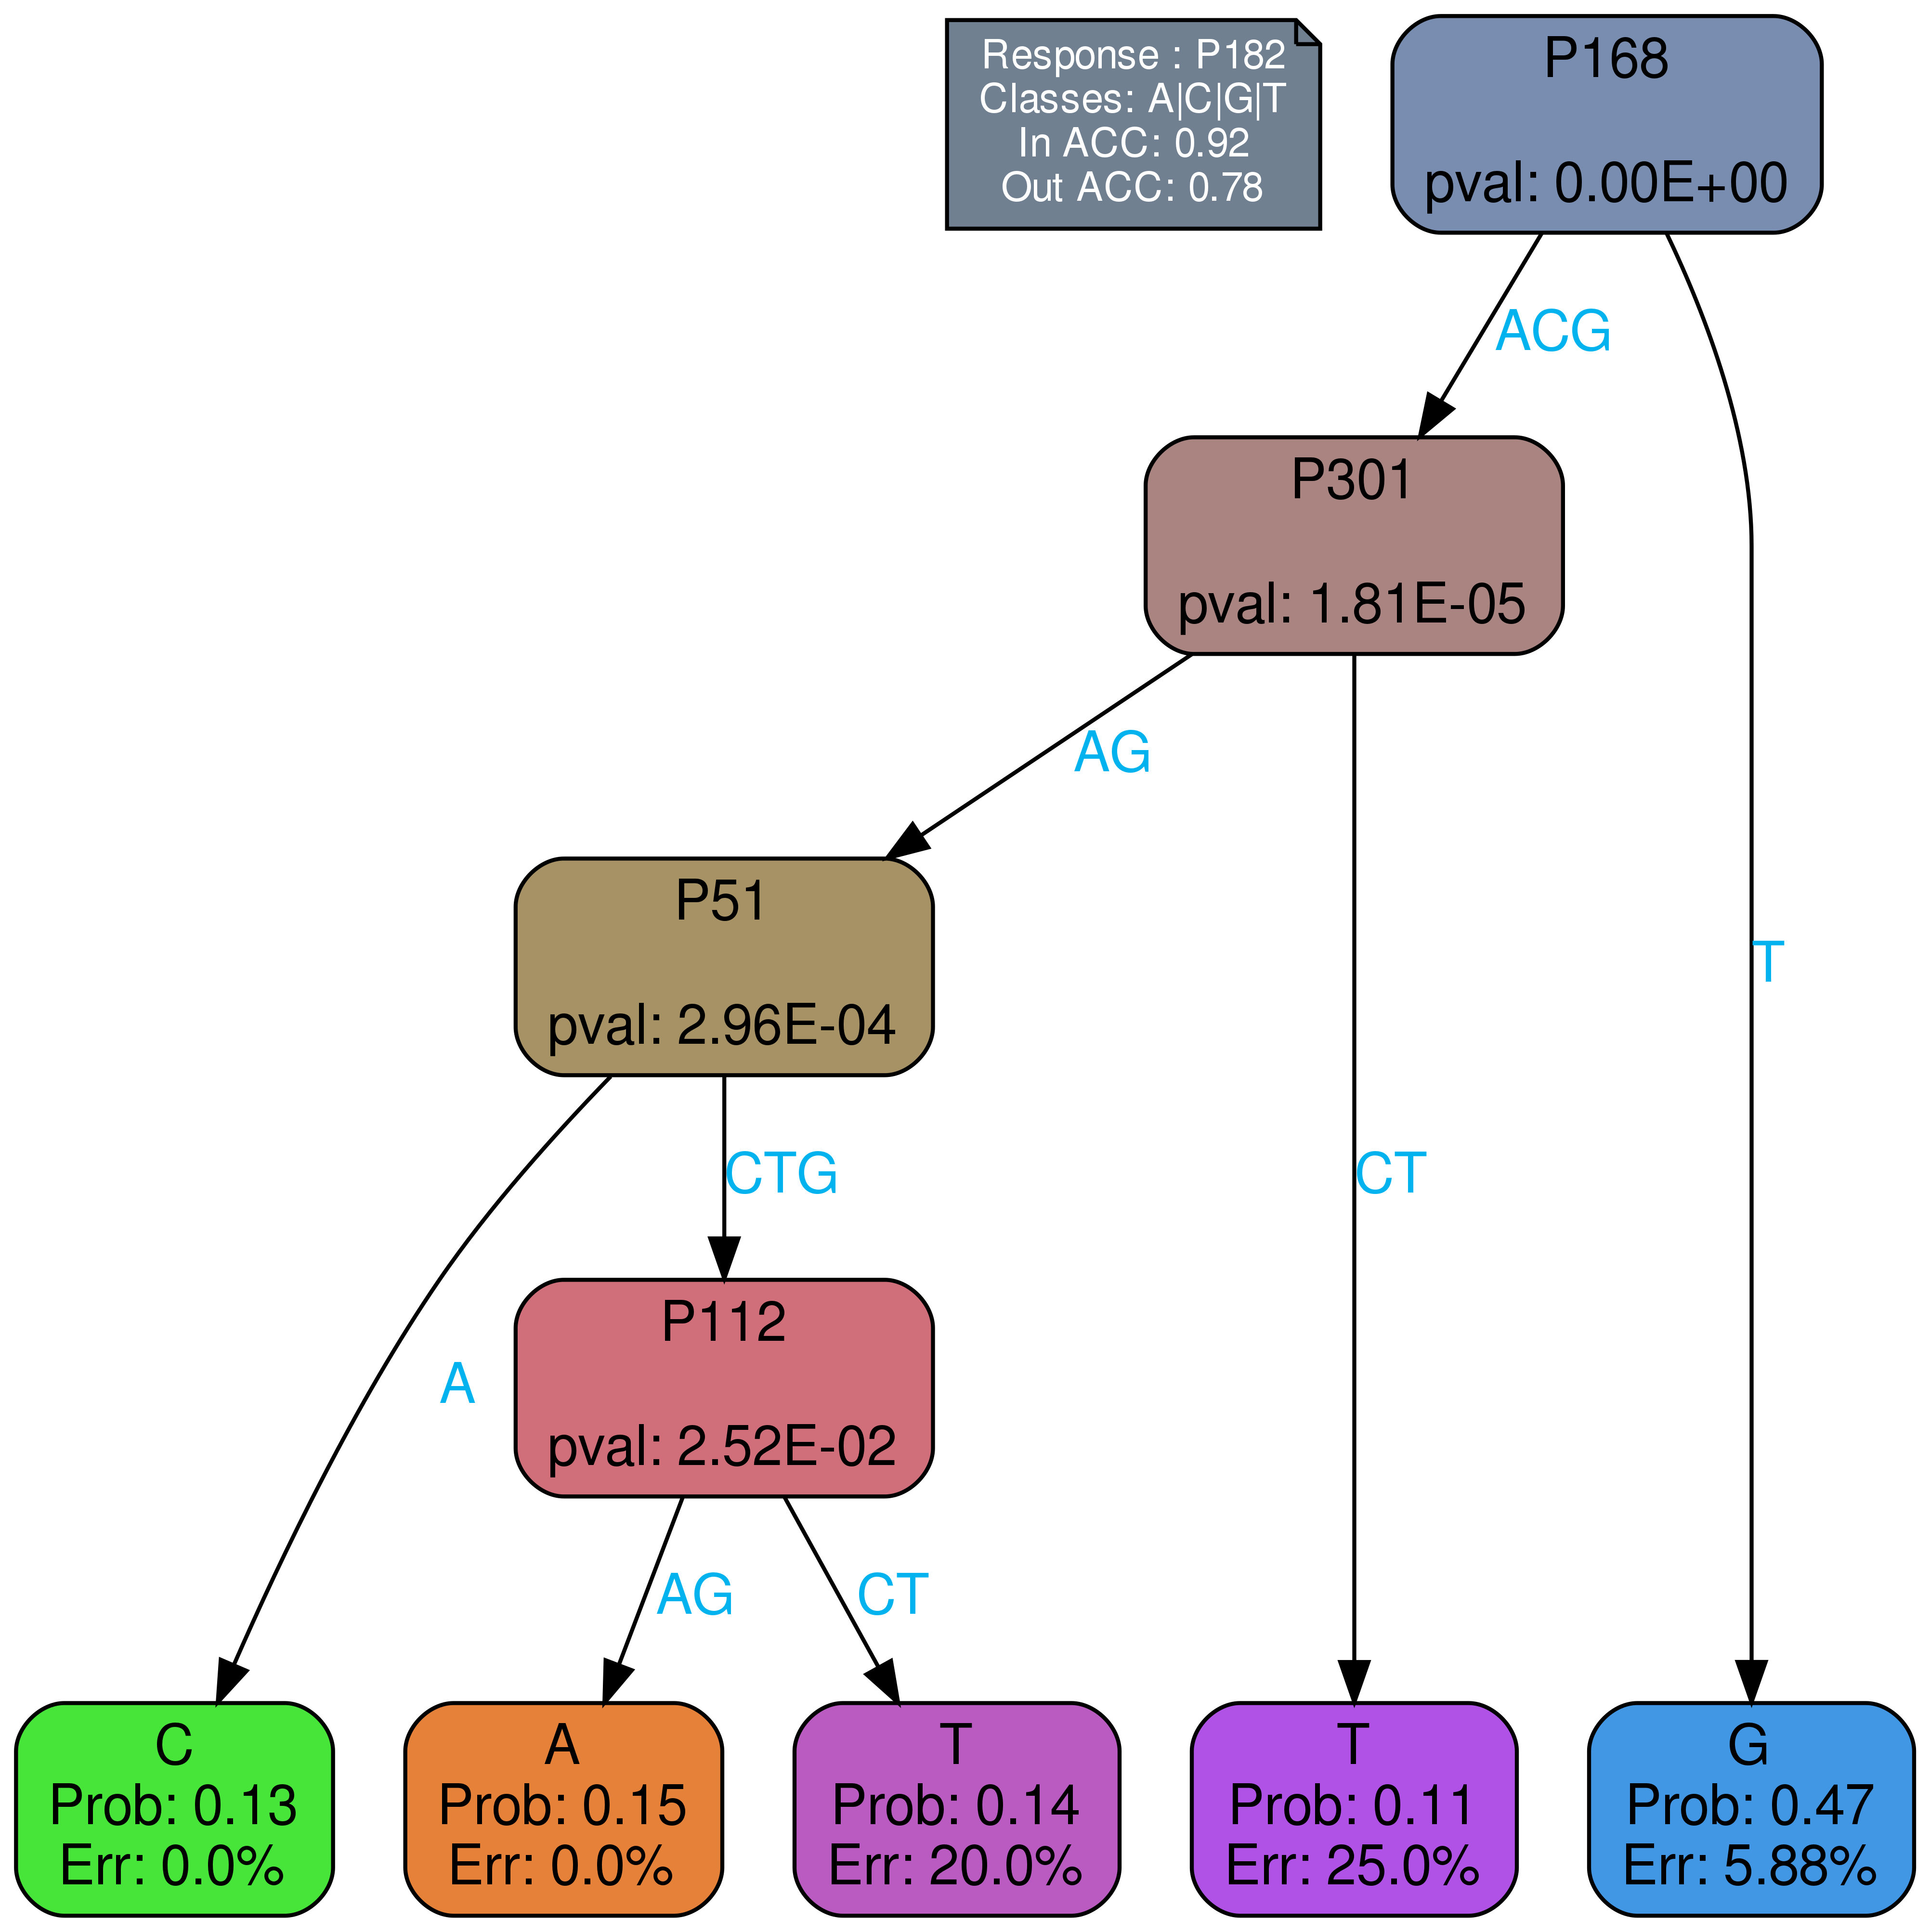 Response : P182
Classes: A|C|G|T
In ACC: 0.92
Out ACC: 0.78
P168
pval: 0.00E+00
ACG
P301
pval: 1.81E-05
AG
P51
pval: 2.96E-04
T
CTG
CT
P112
pval: 2.52E-02
A
AG
CT
C
Prob: 0.13
Err: 0.0%
A
Prob: 0.15
Err: 0.0%
T
Prob: 0.14
Err: 20.0%
T
Prob: 0.11
Err: 25.0%
G
Prob: 0.47
Err: 5.88%